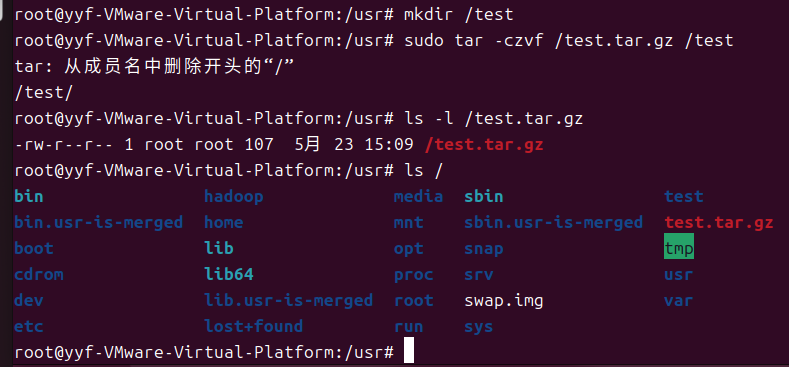 root@yyf-VMware-Virtual-Platform:/usr# mkdir /test
root@yyf-VMware-Virtual-Platform:/usr# sudo tar -czvf /test.tar.gz /test
tar: 从成员名中删除开头的“/”
/test/
root@yyf-VMware-Virtual-Platform:/usr# ls -l /test.tar.gz
-rw-r--r-- 1 root root 107  5月 23 15:09 /test.tar.gz
root@yyf-VMware-Virtual-Platform:/usr# ls /
bin hadoop media sbin test
bin.usr-is-merged home mnt sbin.usr-is-merged test.tar.gz
boot lib opt snap tmp
cdrom lib64 proc srv usr
dev lib.usr-is-merged root swap.img var
etc lost+found run sys
root@yyf-VMware-Virtual-Platform:/usr#